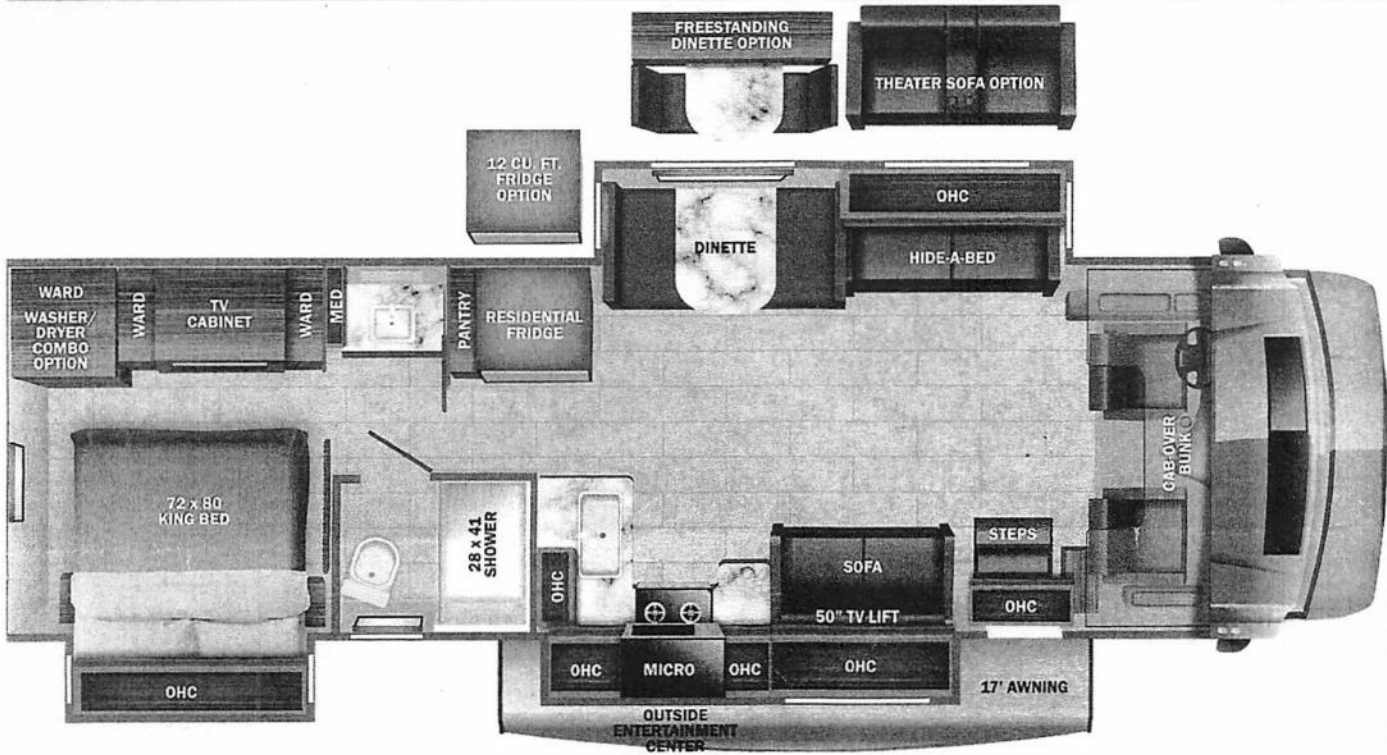 FREESTANDING
DINETTE OPTION
THEATER SOFA OPTION
12 CU. FT.
FRIDGE
OPTION
OHC
DINETTE
HIDE-A-BED
WARD
WASHER/
DRYER
COMBO
OPTION
WARD
TV
CABINET
WARD
MED
PANTRY
RESIDENTIAL
FRIDGE
CAB-OVER
BUNK
72 x 80
KING BED
28 x 41
SHOWER
OHC
SOFA
50" TV LIFT
STEPS
OHC
OHC
MICRO
OHC
OHC
17' AWNING
OHC
OUTSIDE
ENTERTAINMENT
CENTER